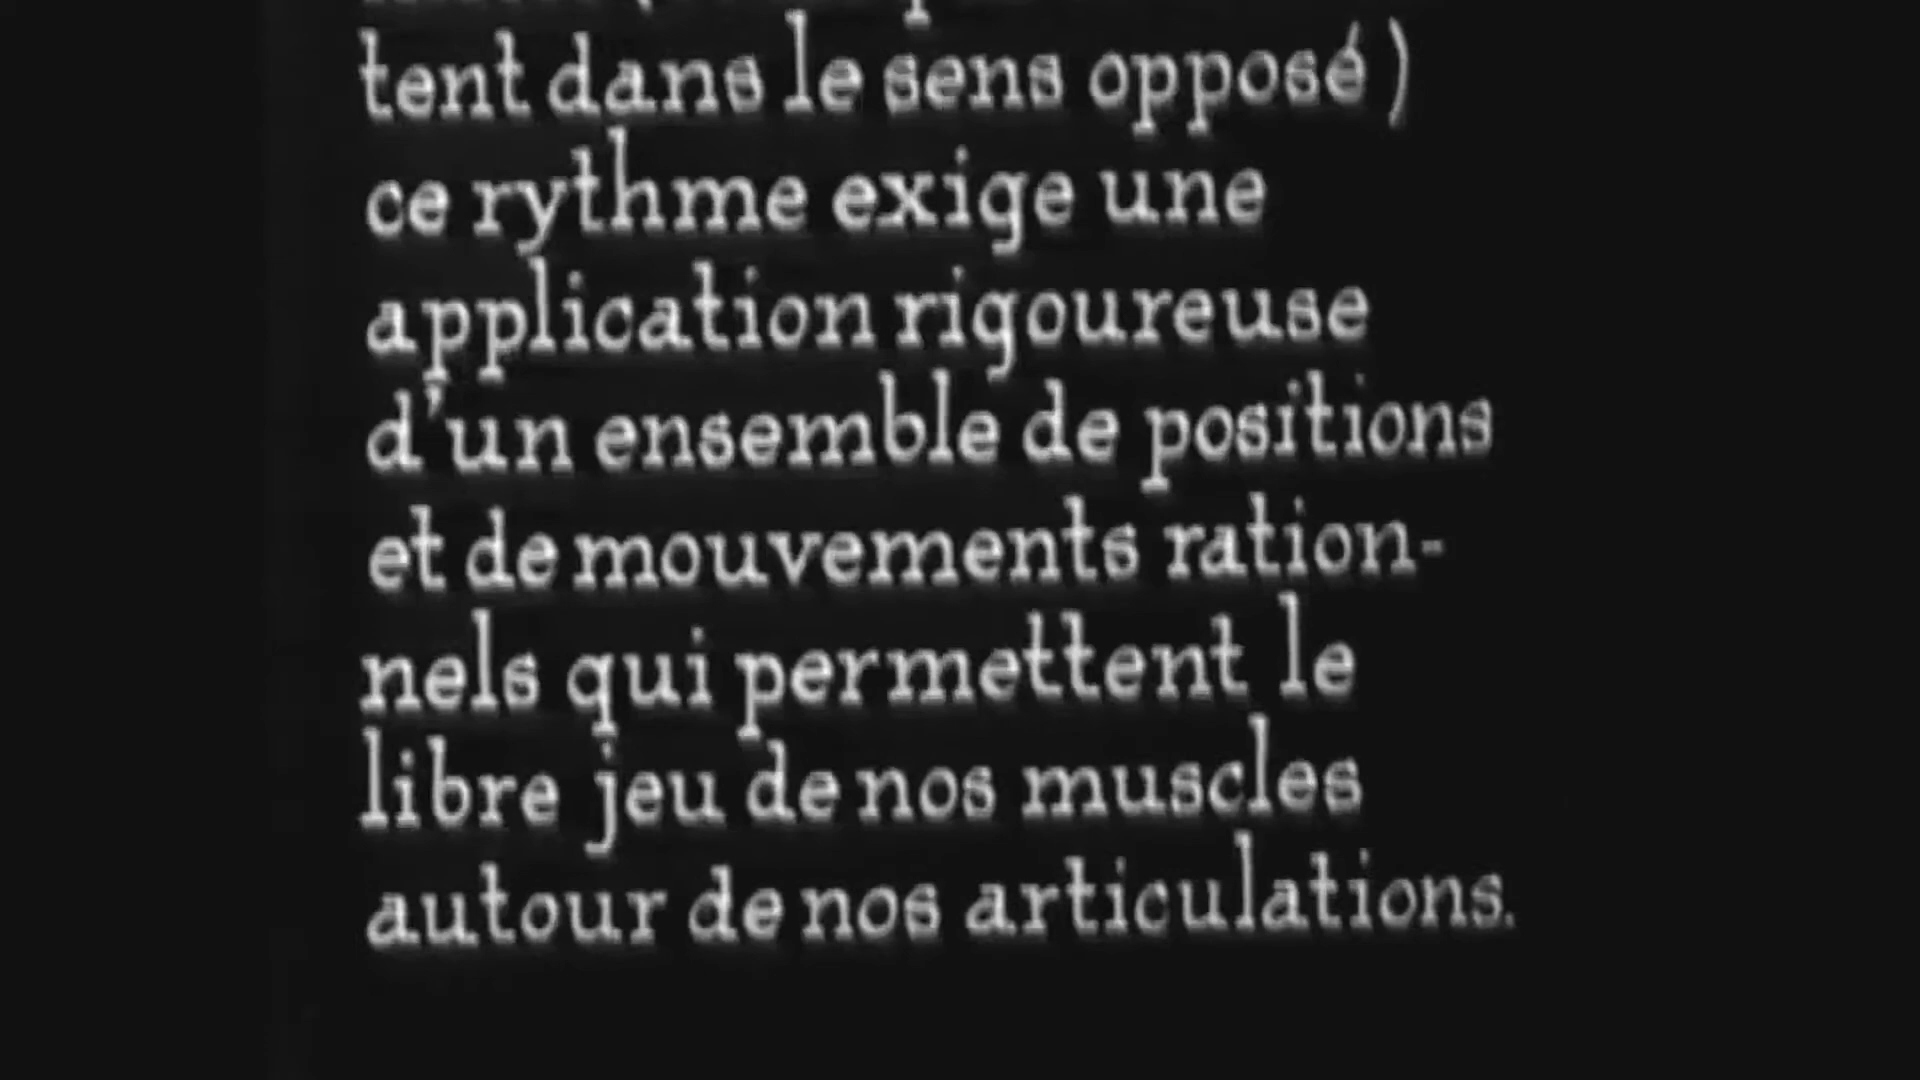 tent dans le sens opposé)
ce rythme exige une
application rigoureuse
d'un ensemble de positions
et de mouvements ration-
nels qui permettent le
libre jeu de nos muscles
autour de nos articulations.